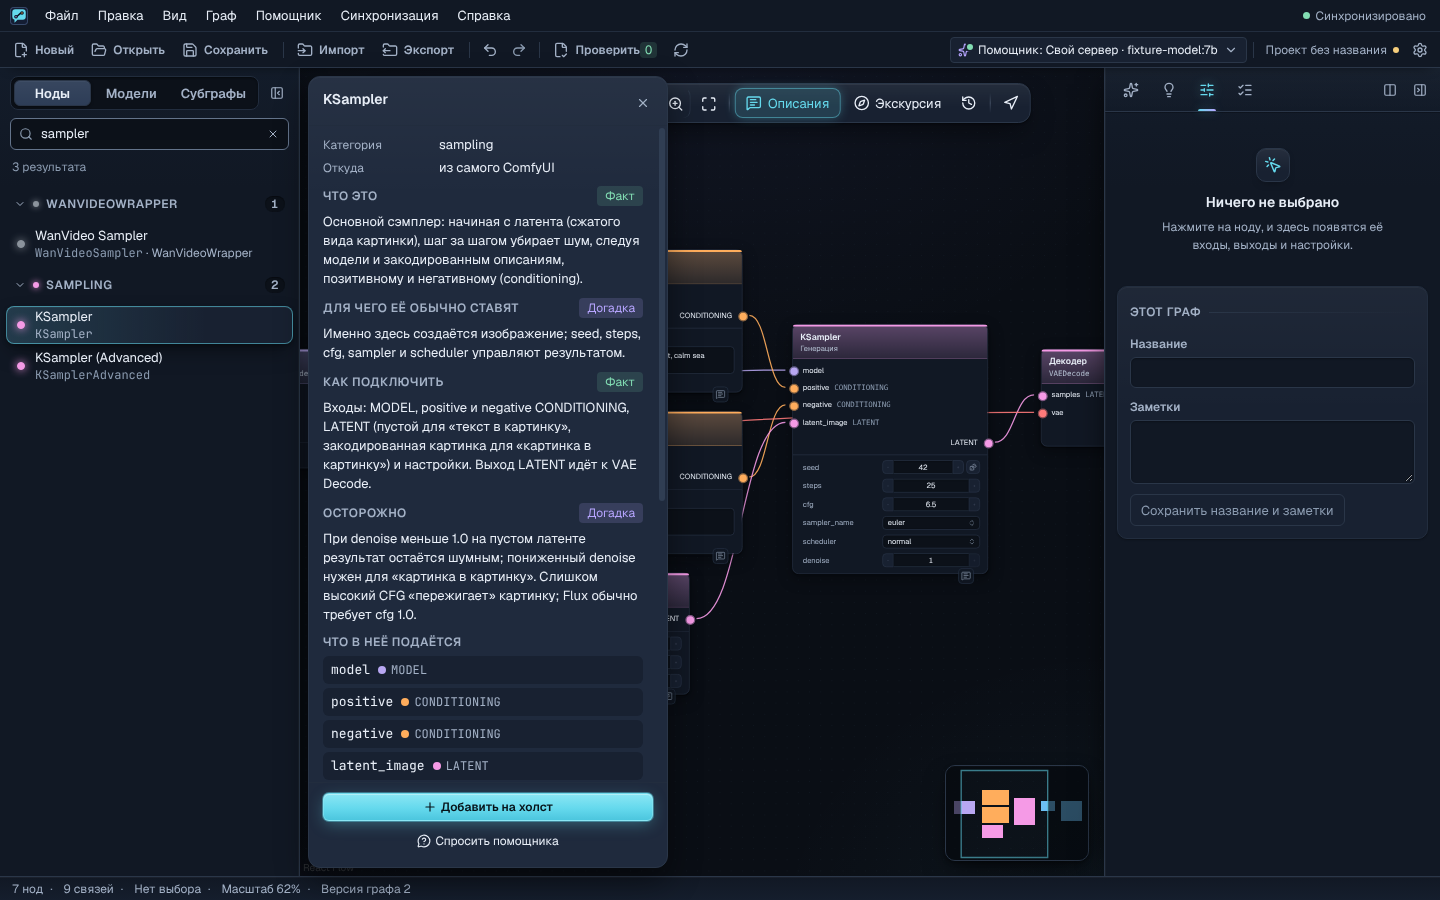 Файл Правка Вид Граф Помощник Синхронизация Справка
Синхронизировано
Новый Открыть Сохранить Импорт Экспорт Проверить 0
Помощник: Свой сервер · fixture-model:7b
Проект без названия
Ноды Модели Субграфы
sampler
3 результата
WANVIDEOWRAPPER 1
WanVideo Sampler
WanVideoSampler · WanVideoWrapper
SAMPLING 2
KSampler
KSampler
KSampler (Advanced)
KSamplerAdvanced
KSampler
Категория sampling
Откуда из самого ComfyUI
ЧТО ЭТО Факт
Основной сэмплер: начиная с латента (сжатого
вида картинки), шаг за шагом убирает шум, следуя
модели и закодированным описаниям,
позитивному и негативному (conditioning).
ДЛЯ ЧЕГО ЕЁ ОБЫЧНО СТАВЯТ Догадка
Именно здесь создаётся изображение; seed, steps,
cfg, sampler и scheduler управляют результатом.
КАК ПОДКЛЮЧИТЬ Факт
Входы: MODEL, positive и negative CONDITIONING,
LATENT (пустой для «текст в картинку»,
закодированная картинка для «картинка в
картинку») и настройки. Выход LATENT идёт к VAE
Decode.
ОСТОРОЖНО Догадка
При denoise меньше 1.0 на пустом латенте
результат остаётся шумным; пониженный denoise
нужен для «картинка в картинку». Слишком
высокий CFG «пережигает» картинку; Flux обычно
требует cfg 1.0.
ЧТО В НЕЁ ПОДАЁТСЯ
model MODEL
positive CONDITIONING
negative CONDITIONING
latent_image LATENT
Добавить на холст
Спросить помощника
Описания Экскурсия
CONDITIONING
t, calm sea
CONDITIONING
ENT
KSampler
Генерация
model
positive CONDITIONING
negative CONDITIONING
latent_image LATENT
LATENT
seed 42
steps 25
cfg 6.5
sampler_name euler
scheduler normal
denoise 1
Декодер
VAEDecode
samples LATE
vae
Ничего не выбрано
Нажмите на ноду, и здесь появятся её
входы, выходы и настройки.
ЭТОТ ГРАФ
Название
Заметки
Сохранить название и заметки
7 нод · 9 связей · Нет выбора · Масштаб 62% · Версия графа 2